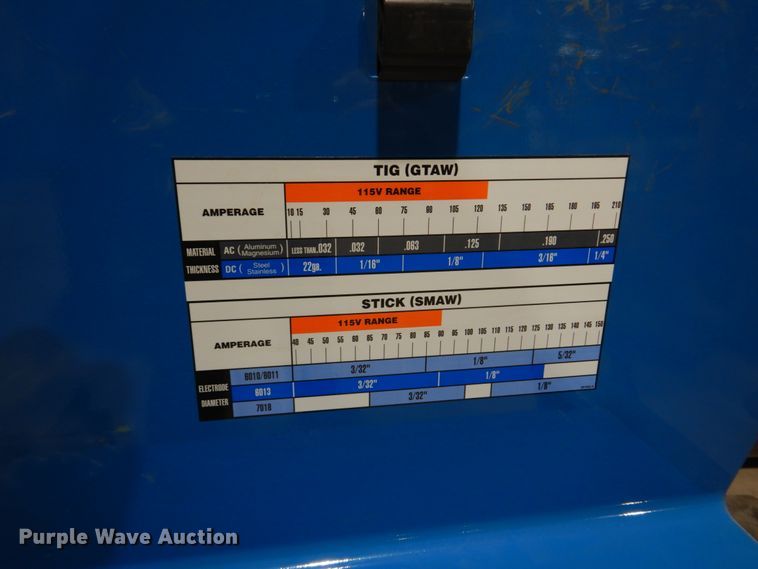 TIG (GTAW)
115V RANGE
AMPERAGE
10 15 30 45 60 75 90 105 120 135 150 165 180 195 210
MATERIAL THICKNESS
AC ( Aluminum Magnesium ) LESS THAN .032 .032 .063 .125 .190 .250
DC ( Steel Stainless ) 22ga. 1/16" 1/8" 3/16" 1/4"
STICK (SMAW)
115V RANGE
AMPERAGE
40 45 50 55 60 65 70 75 80 85 90 95 100 105 110 115 120 125 130 135 140 145 150
ELECTRODE DIAMETER
6010/6011 3/32" 1/8" 5/32"
6013 3/32" 1/8"
7018 3/32" 1/8"
Purple Wave Auction